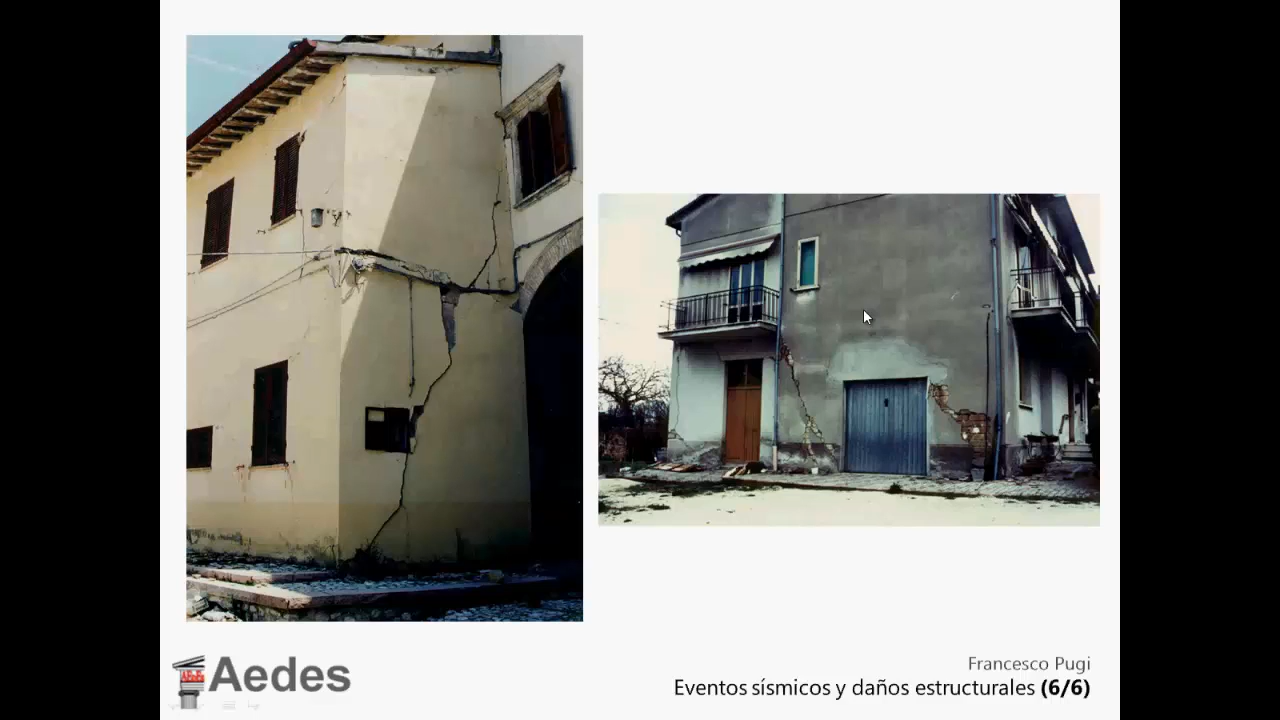 Aedes
Francesco Pugi
Eventos sísmicos y daños estructurales (6/6)